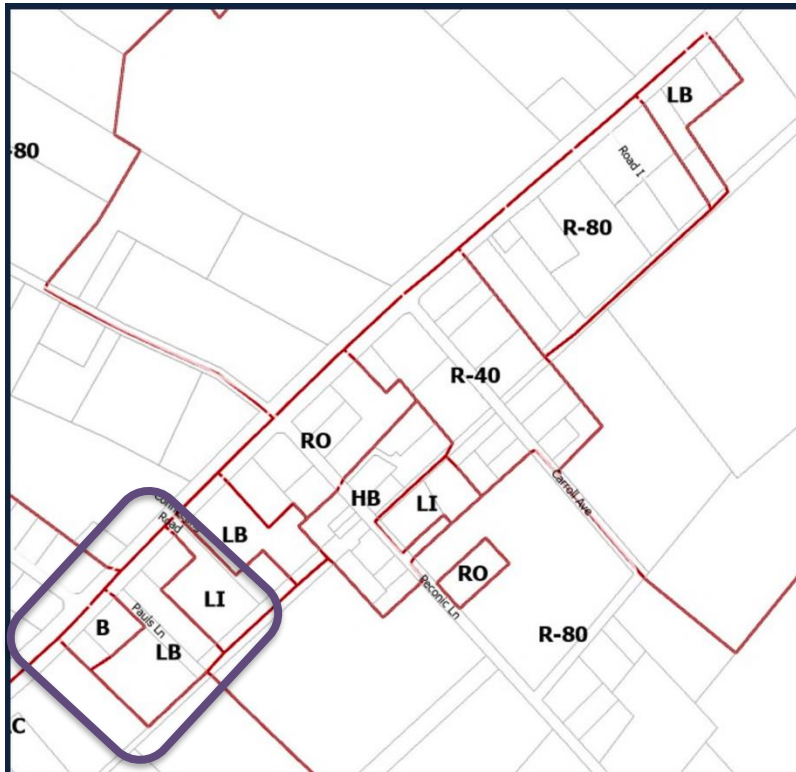 LB
-80
Road I
R-80
R-40
RO
HB
LI
Carroll Ave
Road
LB
RO
Peconic Ln
LI
Pauls Ln
B
R-80
LB
C